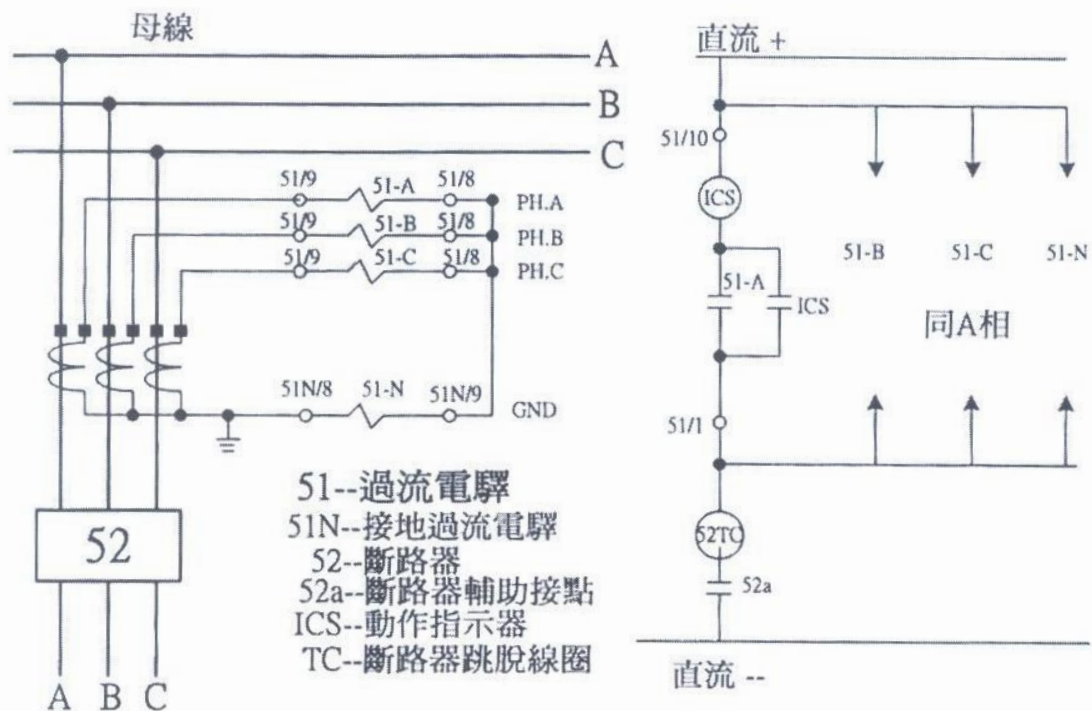 母線
A
B
C
51/9 51-A 51/8 PH.A
51/9 51-B 51/8 PH.B
51/9 51-C 51/8 PH.C
51N/8 51-N 51N/9 GND
52
A B C
51--過流電驛
51N--接地過流電驛
52--斷路器
52a--斷路器輔助接點
ICS--動作指示器
TC--斷路器跳脫線圈
直流 +
51/10
ICS
51-A
ICS
51-B 51-C 51-N
同A相
51/1
52TC
52a
直流 --